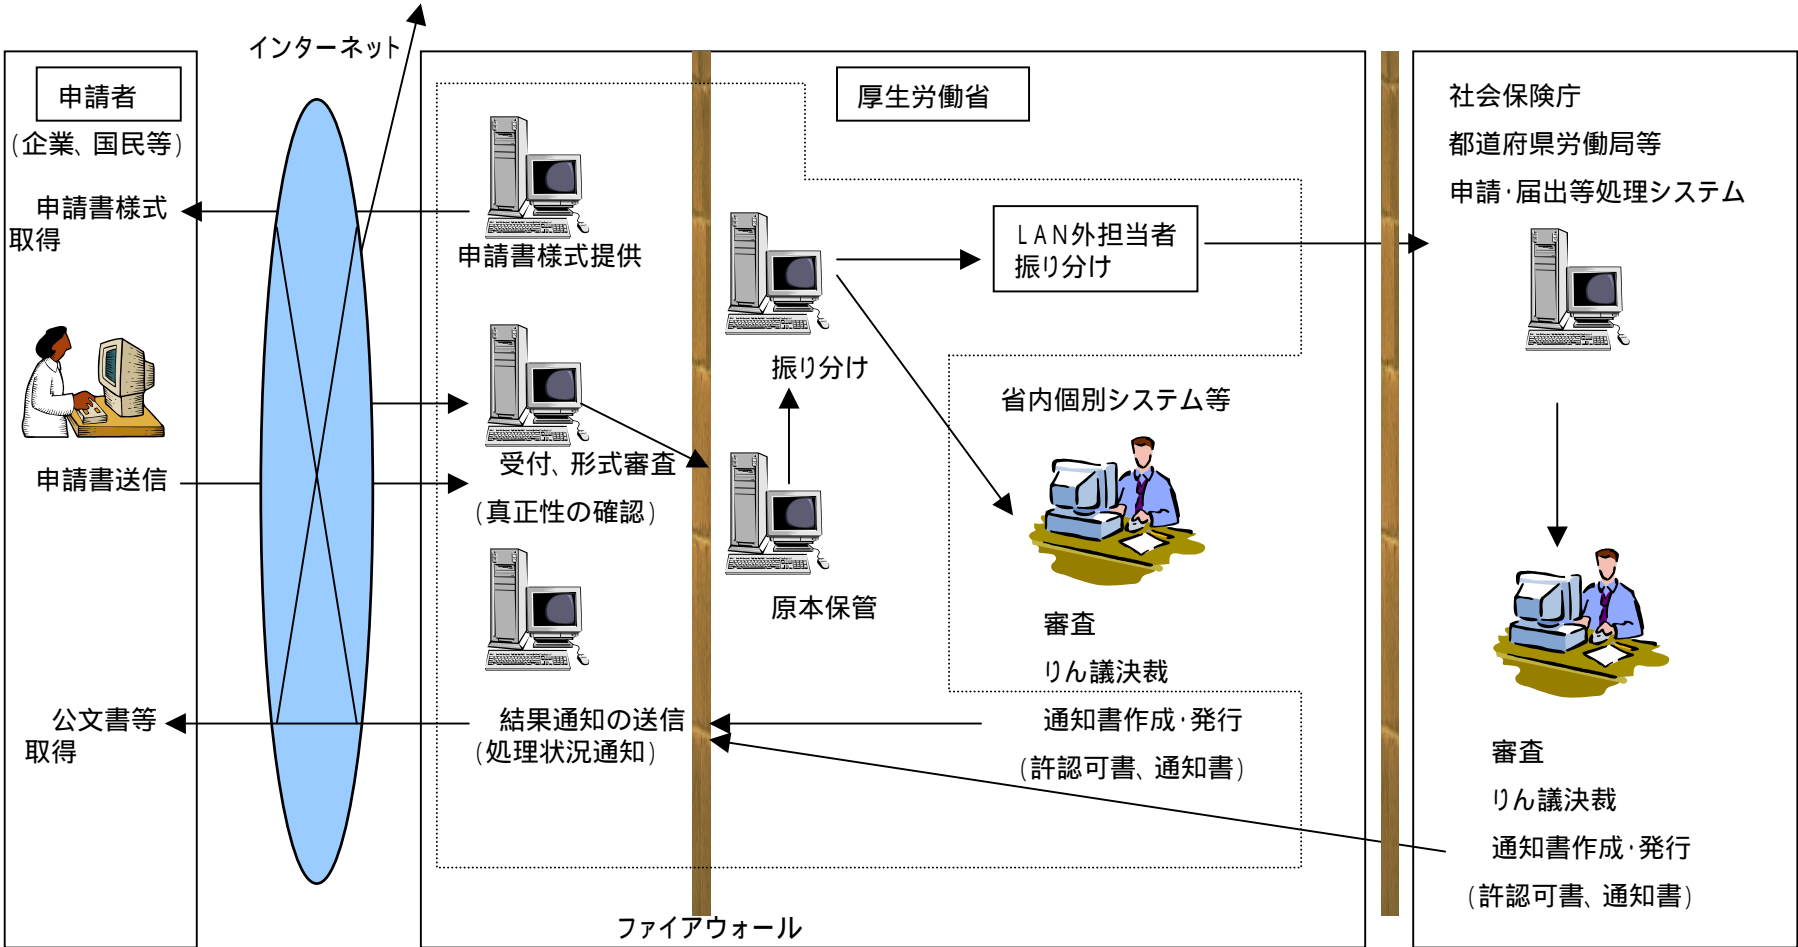 インターネット
申請者
(企業、国民等)
申請書様式
取得
申請書送信
公文書等
取得
厚生労働省
申請書様式提供
受付、形式審査
(真正性の確認)
結果通知の送信
(処理状況通知)
振り分け
原本保管
LAN外担当者
振り分け
省内個別システム等
審査
りん議決裁
通知書作成・発行
(許認可書、通知書)
ファイアウォール
社会保険庁
都道府県労働局等
申請・届出等処理システム
審査
りん議決裁
通知書作成・発行
(許認可書、通知書)